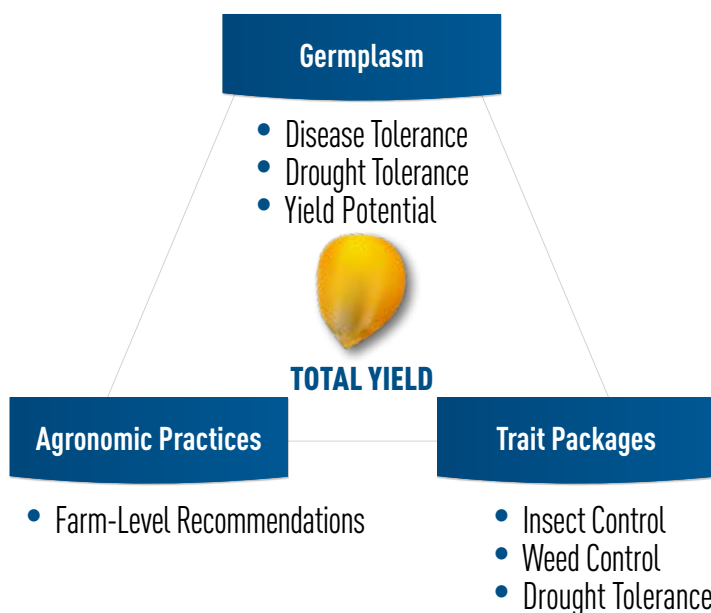 Germplasm
• Disease Tolerance
• Drought Tolerance
• Yield Potential
TOTAL YIELD
Agronomic Practices
• Farm-Level Recommendations
Trait Packages
• Insect Control
• Weed Control
• Drought Tolerance